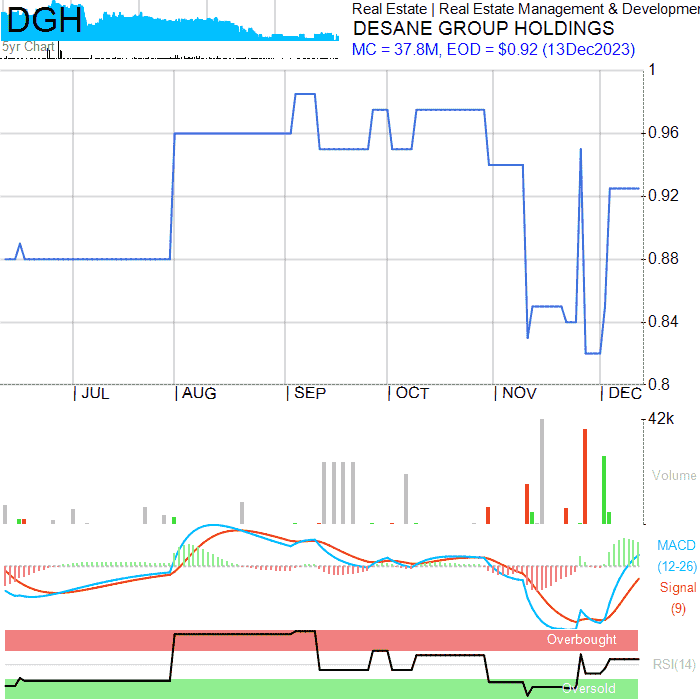 DGH
5yr Chart
Real Estate | Real Estate Management & Developme
DESANE GROUP HOLDINGS
MC = 37.8M, EOD = $0.92 (13Dec2023)
1
0.96
0.92
0.88
0.84
0.8
JUL
AUG
SEP
OCT
NOV
DEC
42k
Volume
MACD
(12-26)
Signal
(9)
Overbought
RSI(14)
Oversold